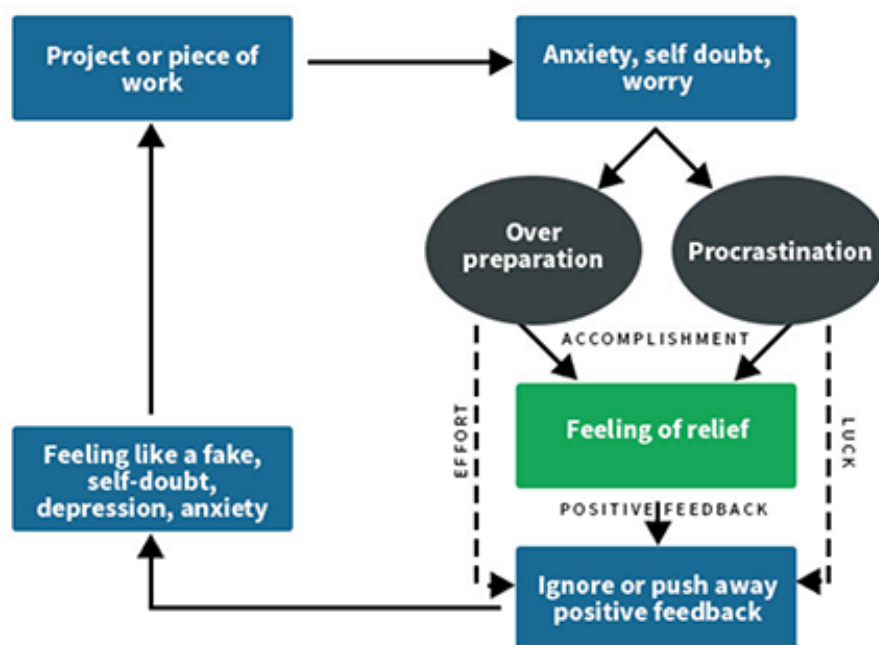 Project or piece of
work
Anxiety, self doubt,
worry
Over
preparation
Procrastination
ACCOMPLISHMENT
EFFORT
Feeling of relief
LUCK
Feeling like a fake,
self-doubt,
depression, anxiety
POSITIVE FEEDBACK
Ignore or push away
positive feedback